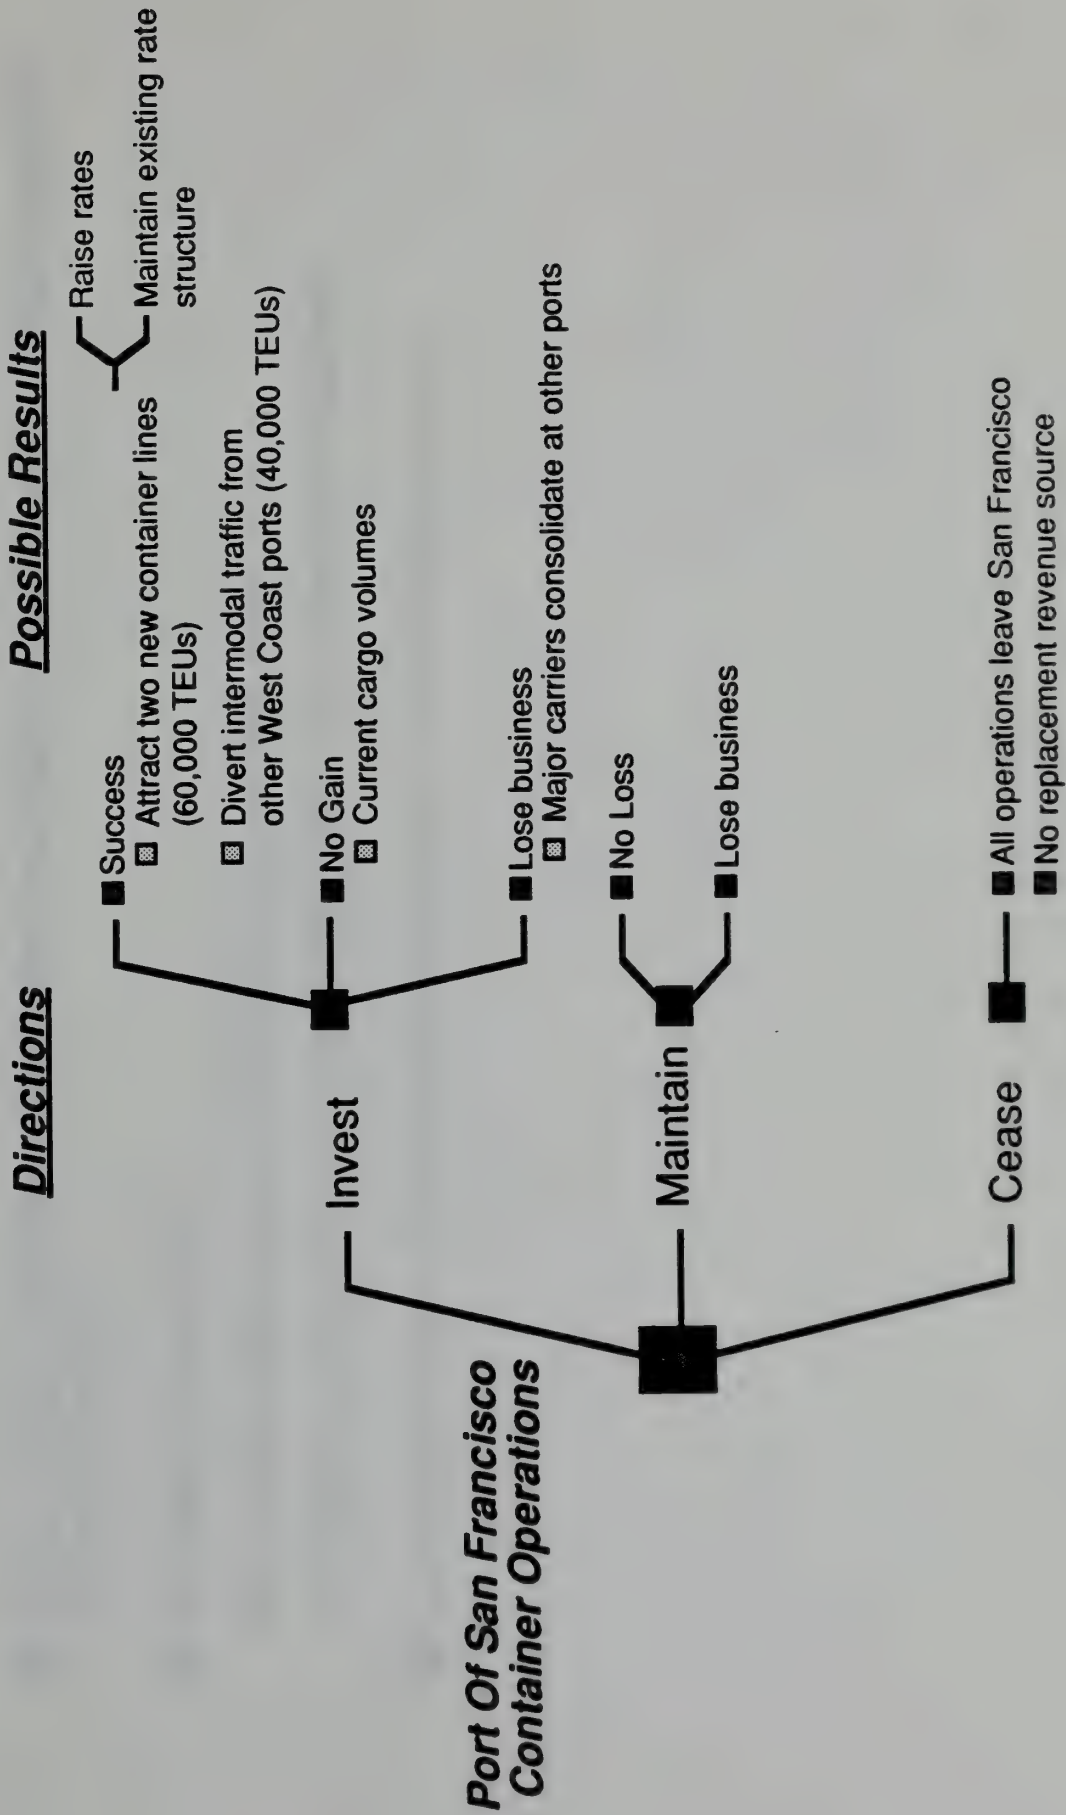 Directions
Possible Results
Port Of San Francisco
Container Operations
Invest
Success
Attract two new container lines
(60,000 TEUs)
Raise rates
Maintain existing rate
structure
Divert intermodal traffic from
other West Coast ports (40,000 TEUs)
No Gain
Current cargo volumes
Lose business
Major carriers consolidate at other ports
Maintain
No Loss
Lose business
Cease
All operations leave San Francisco
No replacement revenue source